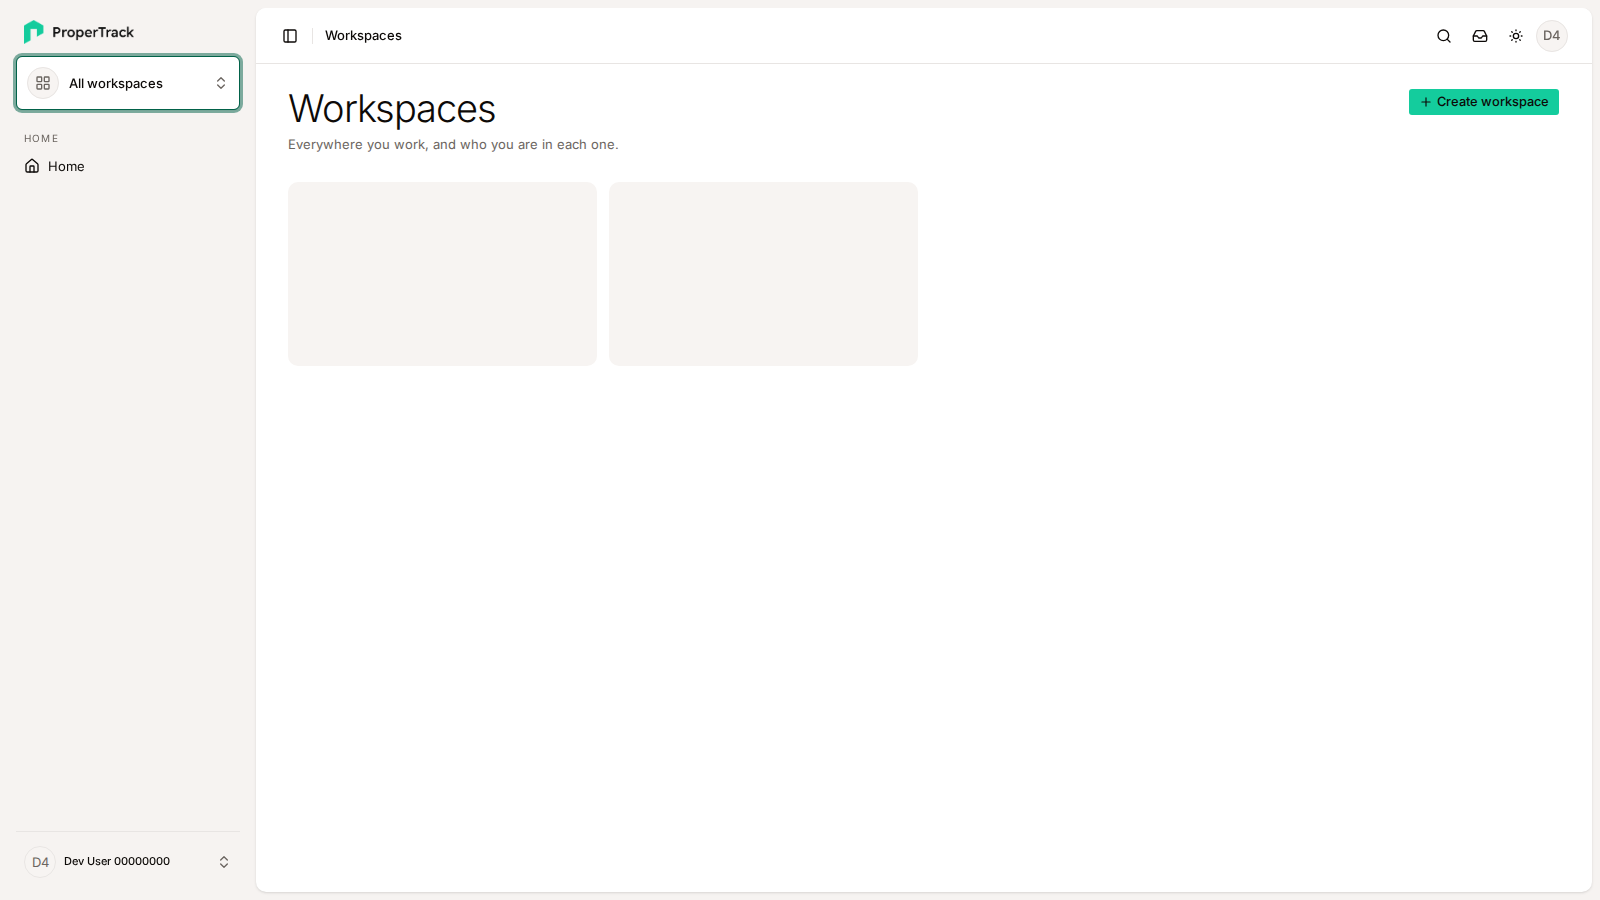 ProperTrack
All workspaces
HOME
Home
D4
Dev User 00000000
Workspaces
D4
Workspaces
Everywhere you work, and who you are in each one.
Create workspace